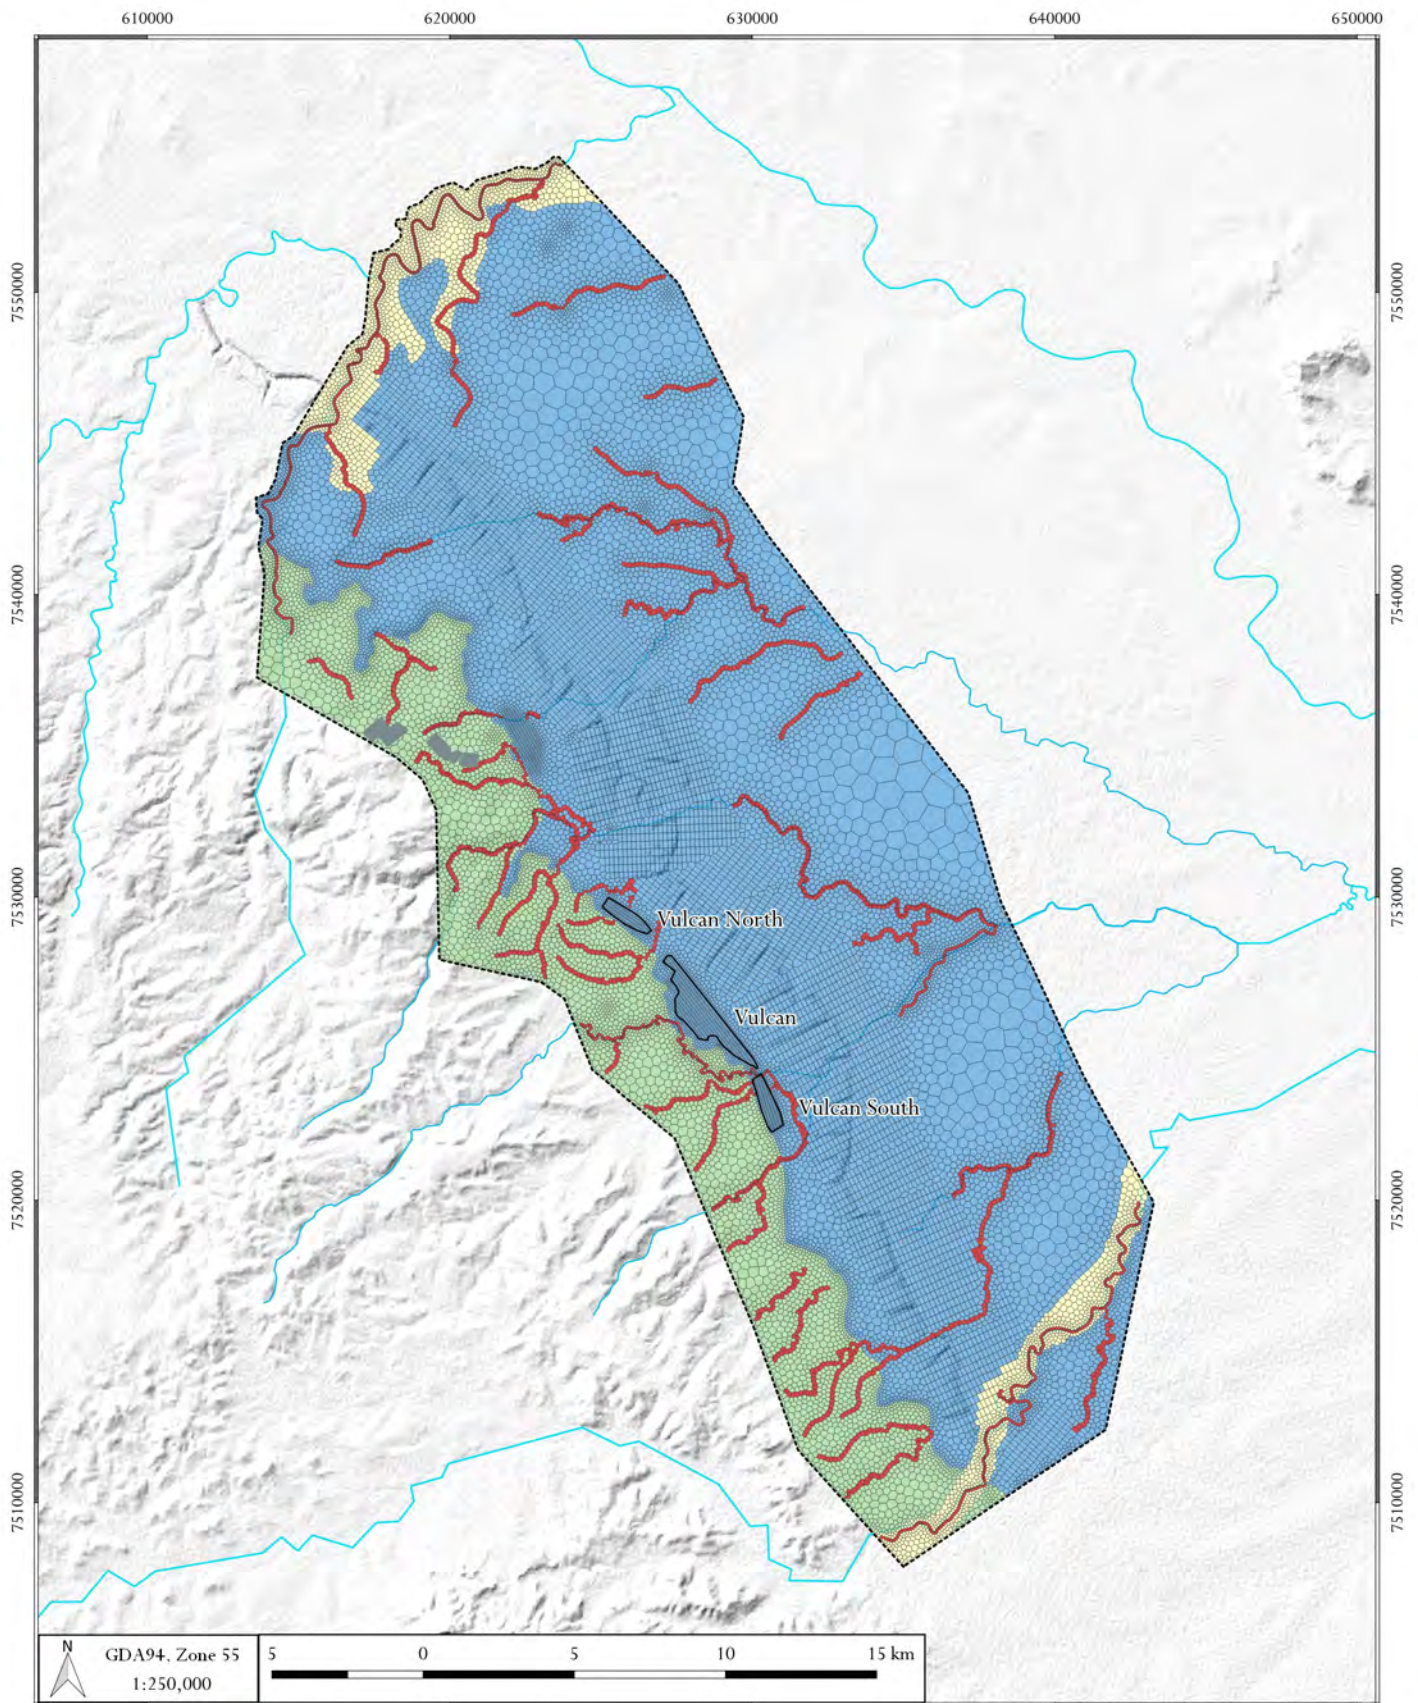 610000 620000 630000 640000 650000
7550000 7550000
7540000 7540000
7530000 7530000
Vulcan North
Vulcan
Vulcan South
7520000 7520000
7510000 7510000
N
GDA94, Zone 55
1:250,000
5 0 5 10 15 km